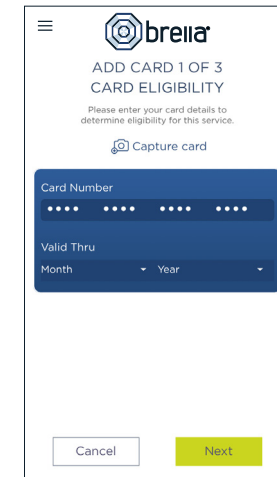 brella
ADD CARD 1 OF 3
CARD ELIGIBILITY
Please enter your card details to
determine eligibility for this service.
Capture card
Card Number
•••• •••• •••• ••••
Valid Thru
Month Year
Cancel Next